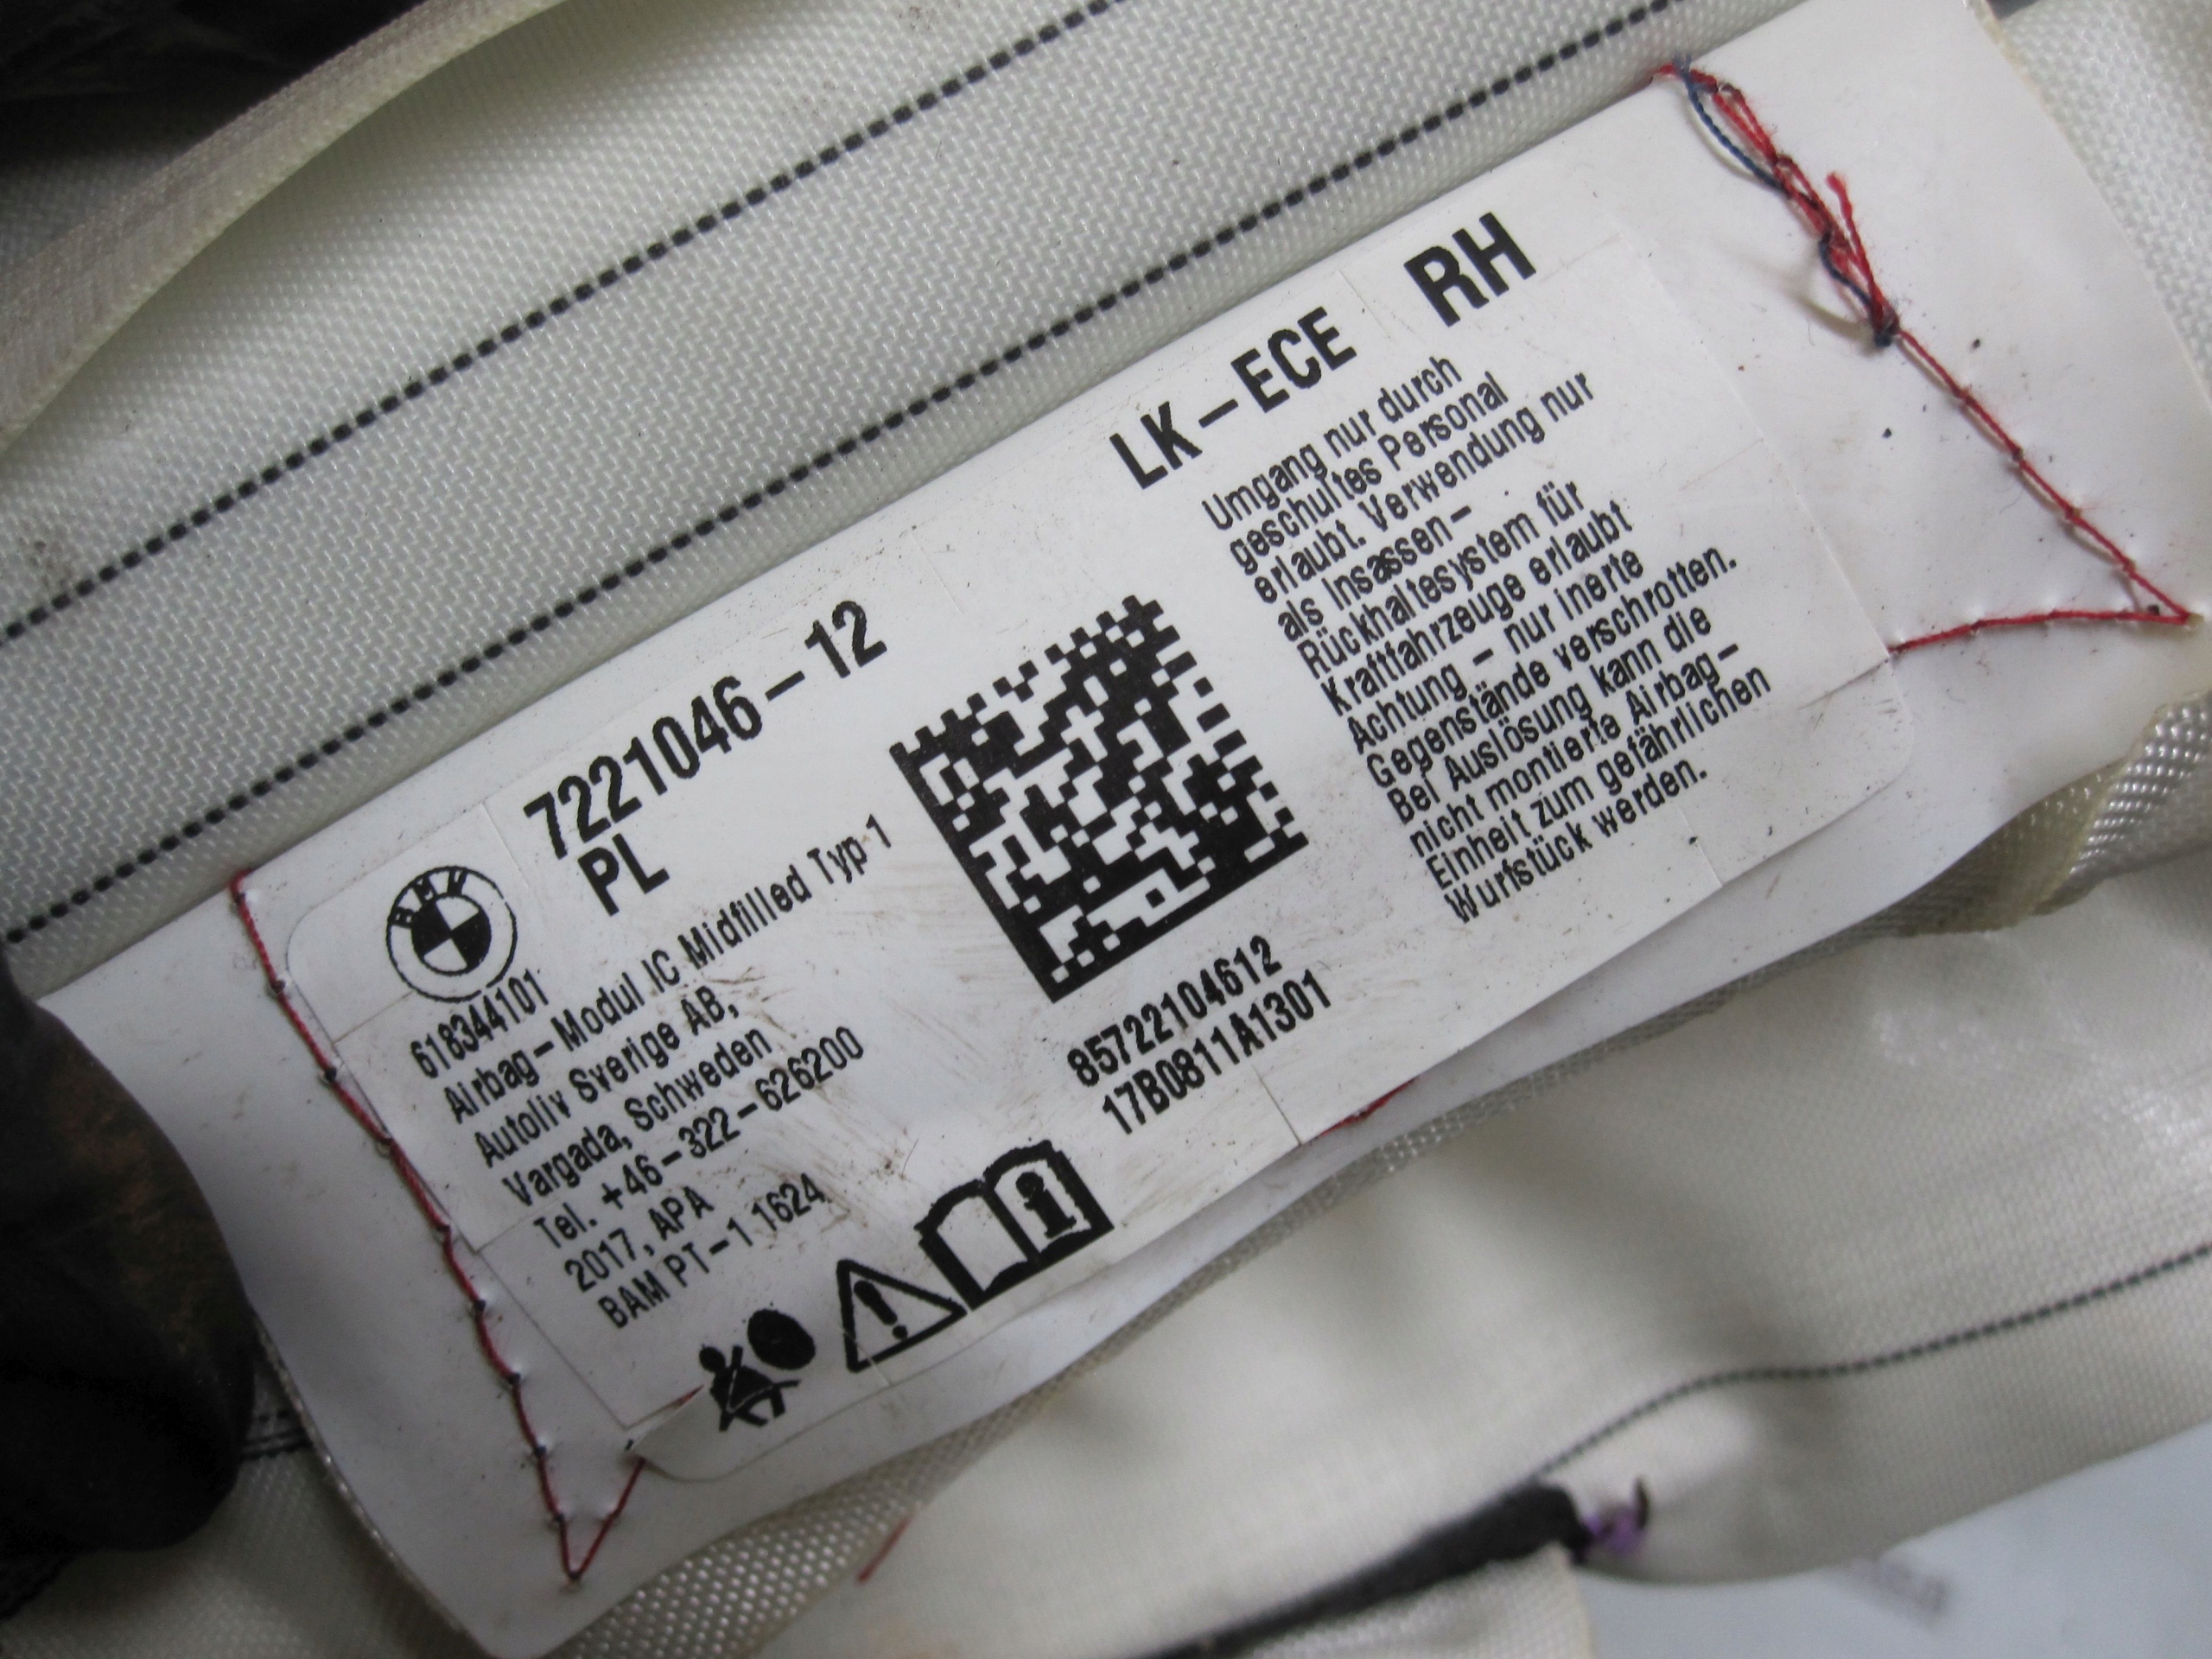 BMW
7221046-12
PL
618344101
Airbag-Modul IC Midfilled Typ 1
Autoliv Sverige AB,
Vargada, Schweden
Tel. +46-322-626200
2017, APA
BAM PT-1 1624
85722104612
17B0811A1301
LK-ECE RH
Umgang nur durch
geschultes Personal
erlaubt. Verwendung nur
als Insassen-
Rückhaltesystem für
Kraftfahrzeuge erlaubt
Achtung - nur inerte
Gegenstände verschrotten.
Bei Auslösung kann die
nicht montierte Airbag-
Einheit zum gefährlichen
Wurfstück werden.